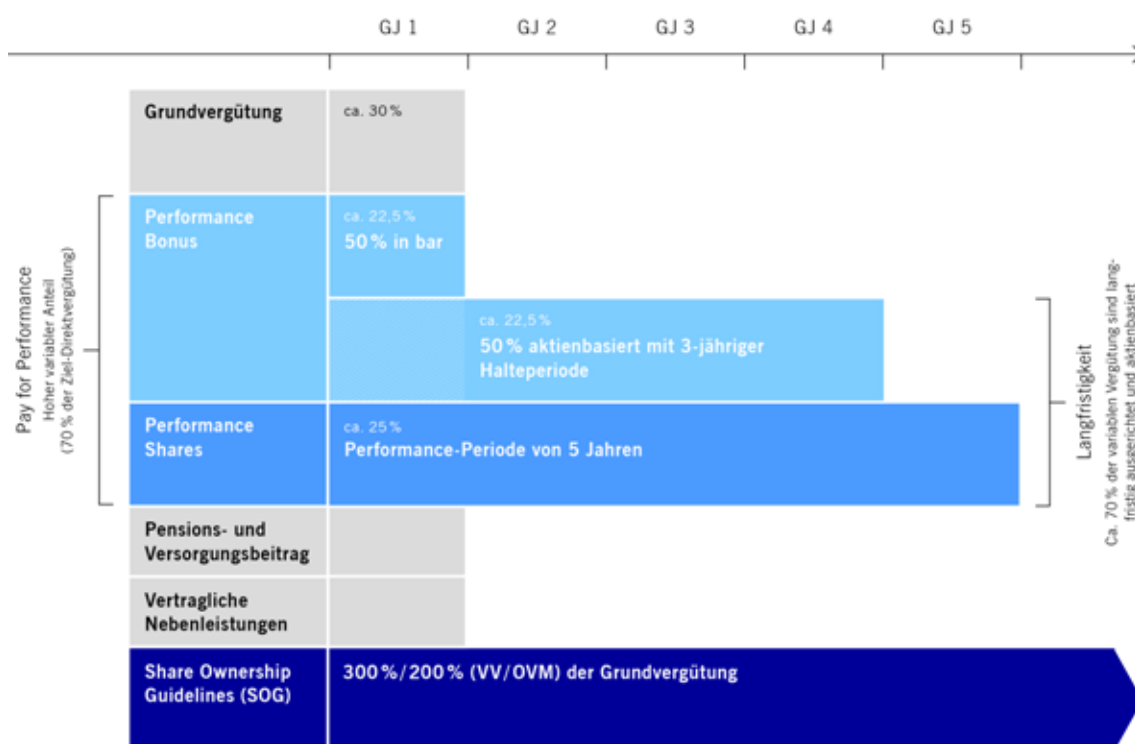 GJ 1 GJ 2 GJ 3 GJ 4 GJ 5
Grundvergütung
ca. 30 %
Performance
Bonus
ca. 22,5 %
50 % in bar
ca. 22,5 %
50 % aktienbasiert mit 3-jähriger
Halteperiode
Performance
Shares
ca. 25 %
Performance-Periode von 5 Jahren
Pensions- und
Versorgungsbeitrag
Vertragliche
Nebenleistungen
Share Ownership
Guidelines (SOG)
300 % / 200 % (VV/OVM) der Grundvergütung
Pay for Performance
Hoher variabler Anteil
(70 % der Ziel-Direktvergütung)
Langfristigkeit
Ca. 70 % der variablen Vergütung sind lang-
fristig ausgerichtet und aktienbasiert